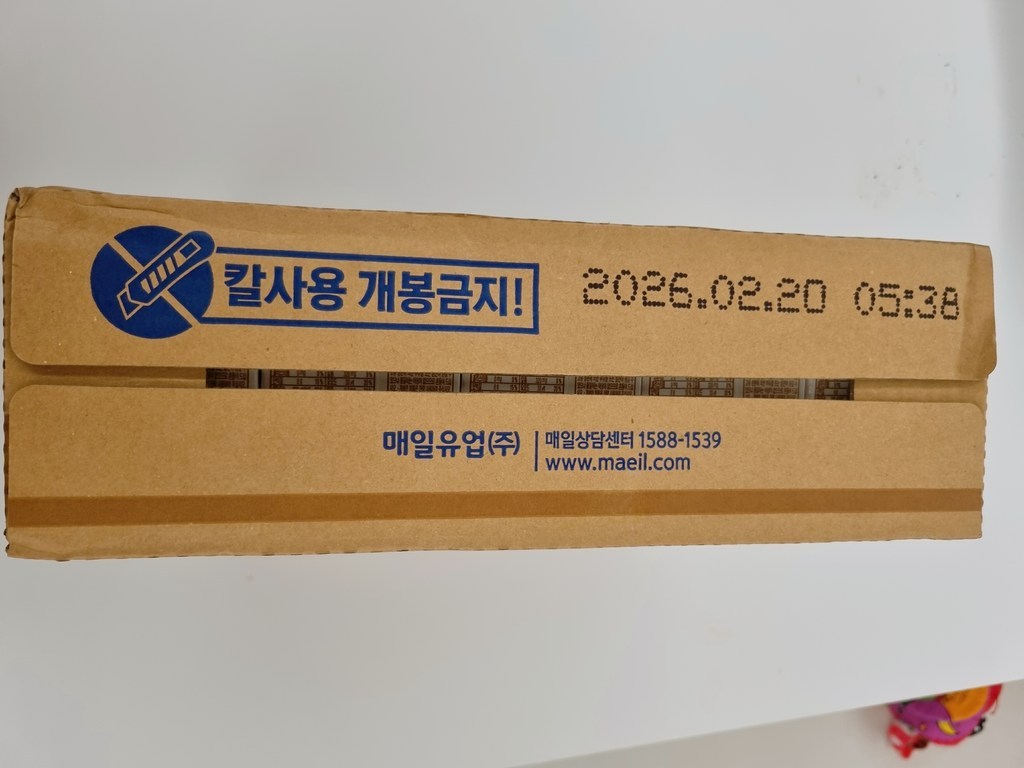 칼사용 개봉금지!
2026.02.20 05:38
매일유업(주)
매일상담센터 1588-1539
www.maeil.com